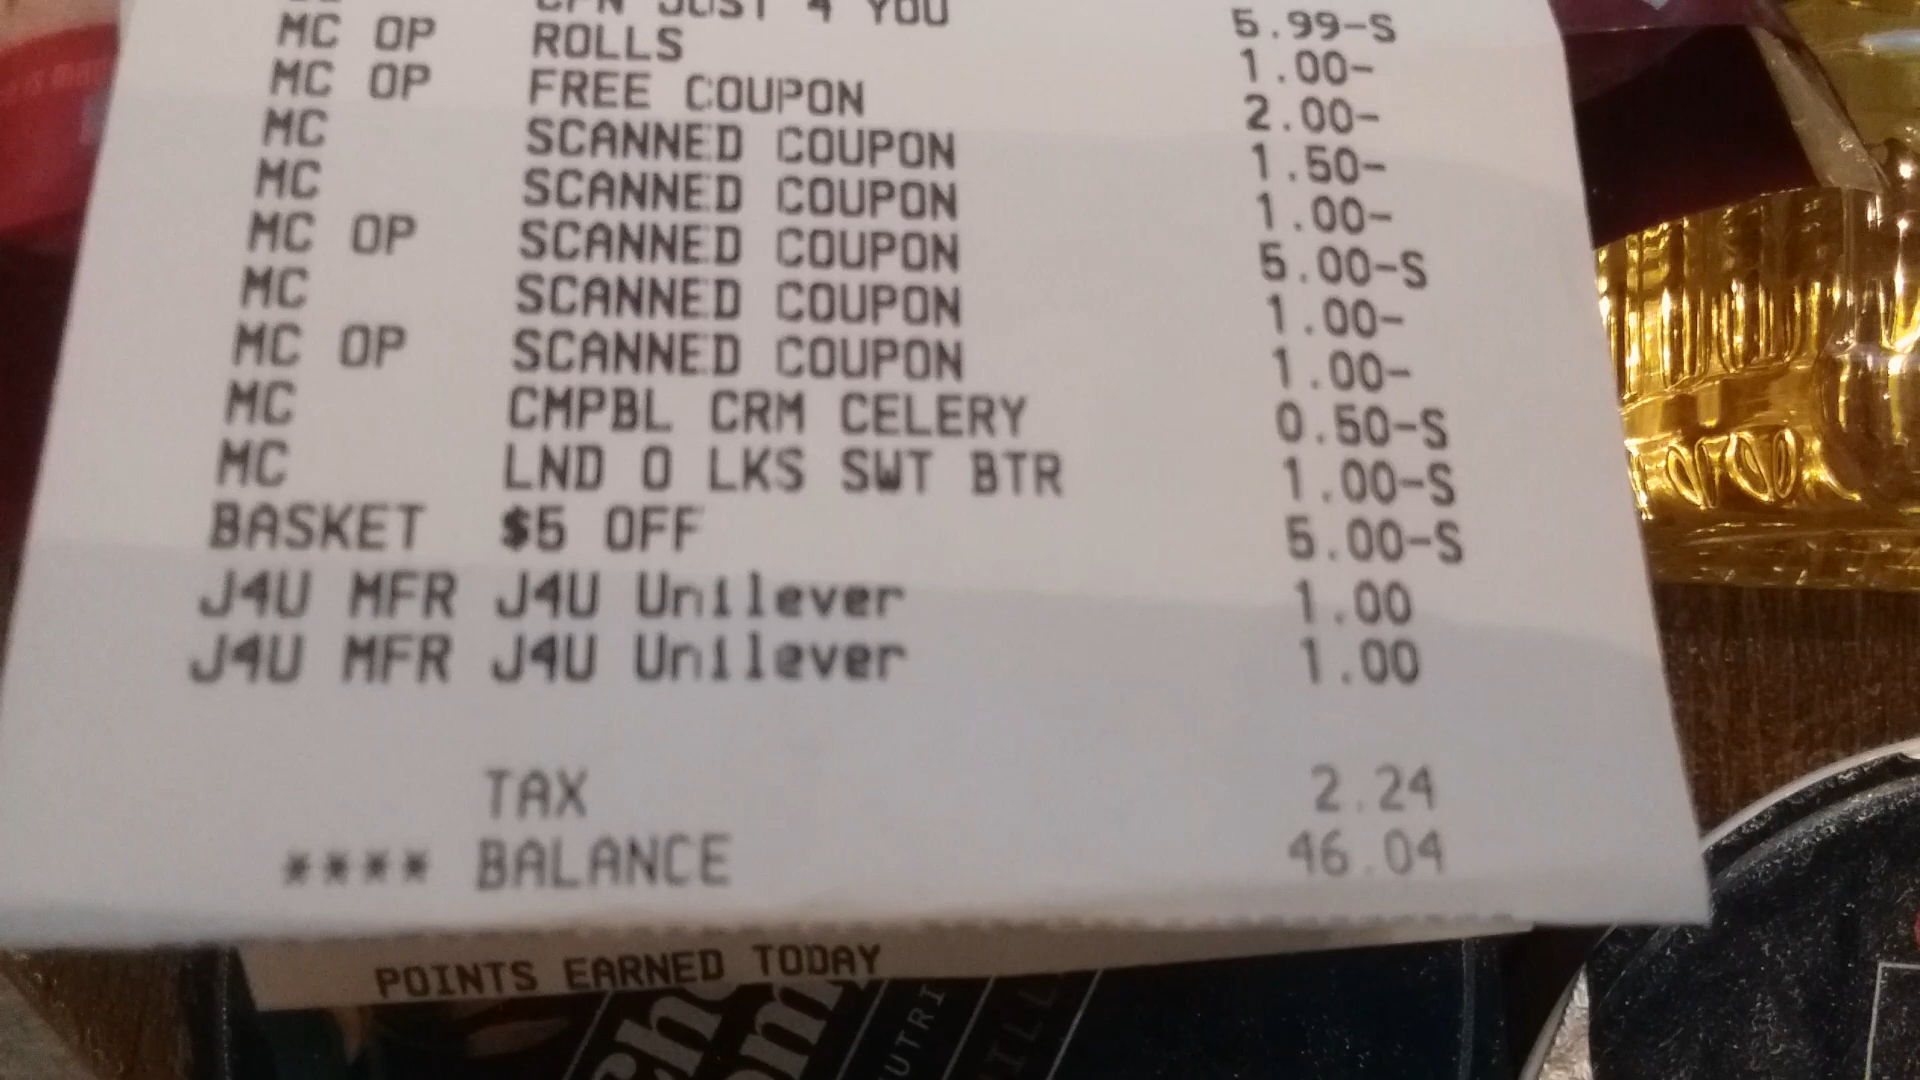 CPN JUST 4 YOU 5.99-S
MC OP ROLLS 1.00-
MC OP FREE COUPON 2.00-
MC SCANNED COUPON 1.50-
MC SCANNED COUPON 1.00-
MC OP SCANNED COUPON 5.00-S
MC SCANNED COUPON 1.00-
MC OP SCANNED COUPON 1.00-
MC CMPBL CRM CELERY 0.50-S
MC LND O LKS SWT BTR 1.00-S
BASKET $5 OFF 5.00-S
J4U MFR J4U Unilever 1.00
J4U MFR J4U Unilever 1.00
TAX 2.24
**** BALANCE 46.04
POINTS EARNED TODAY